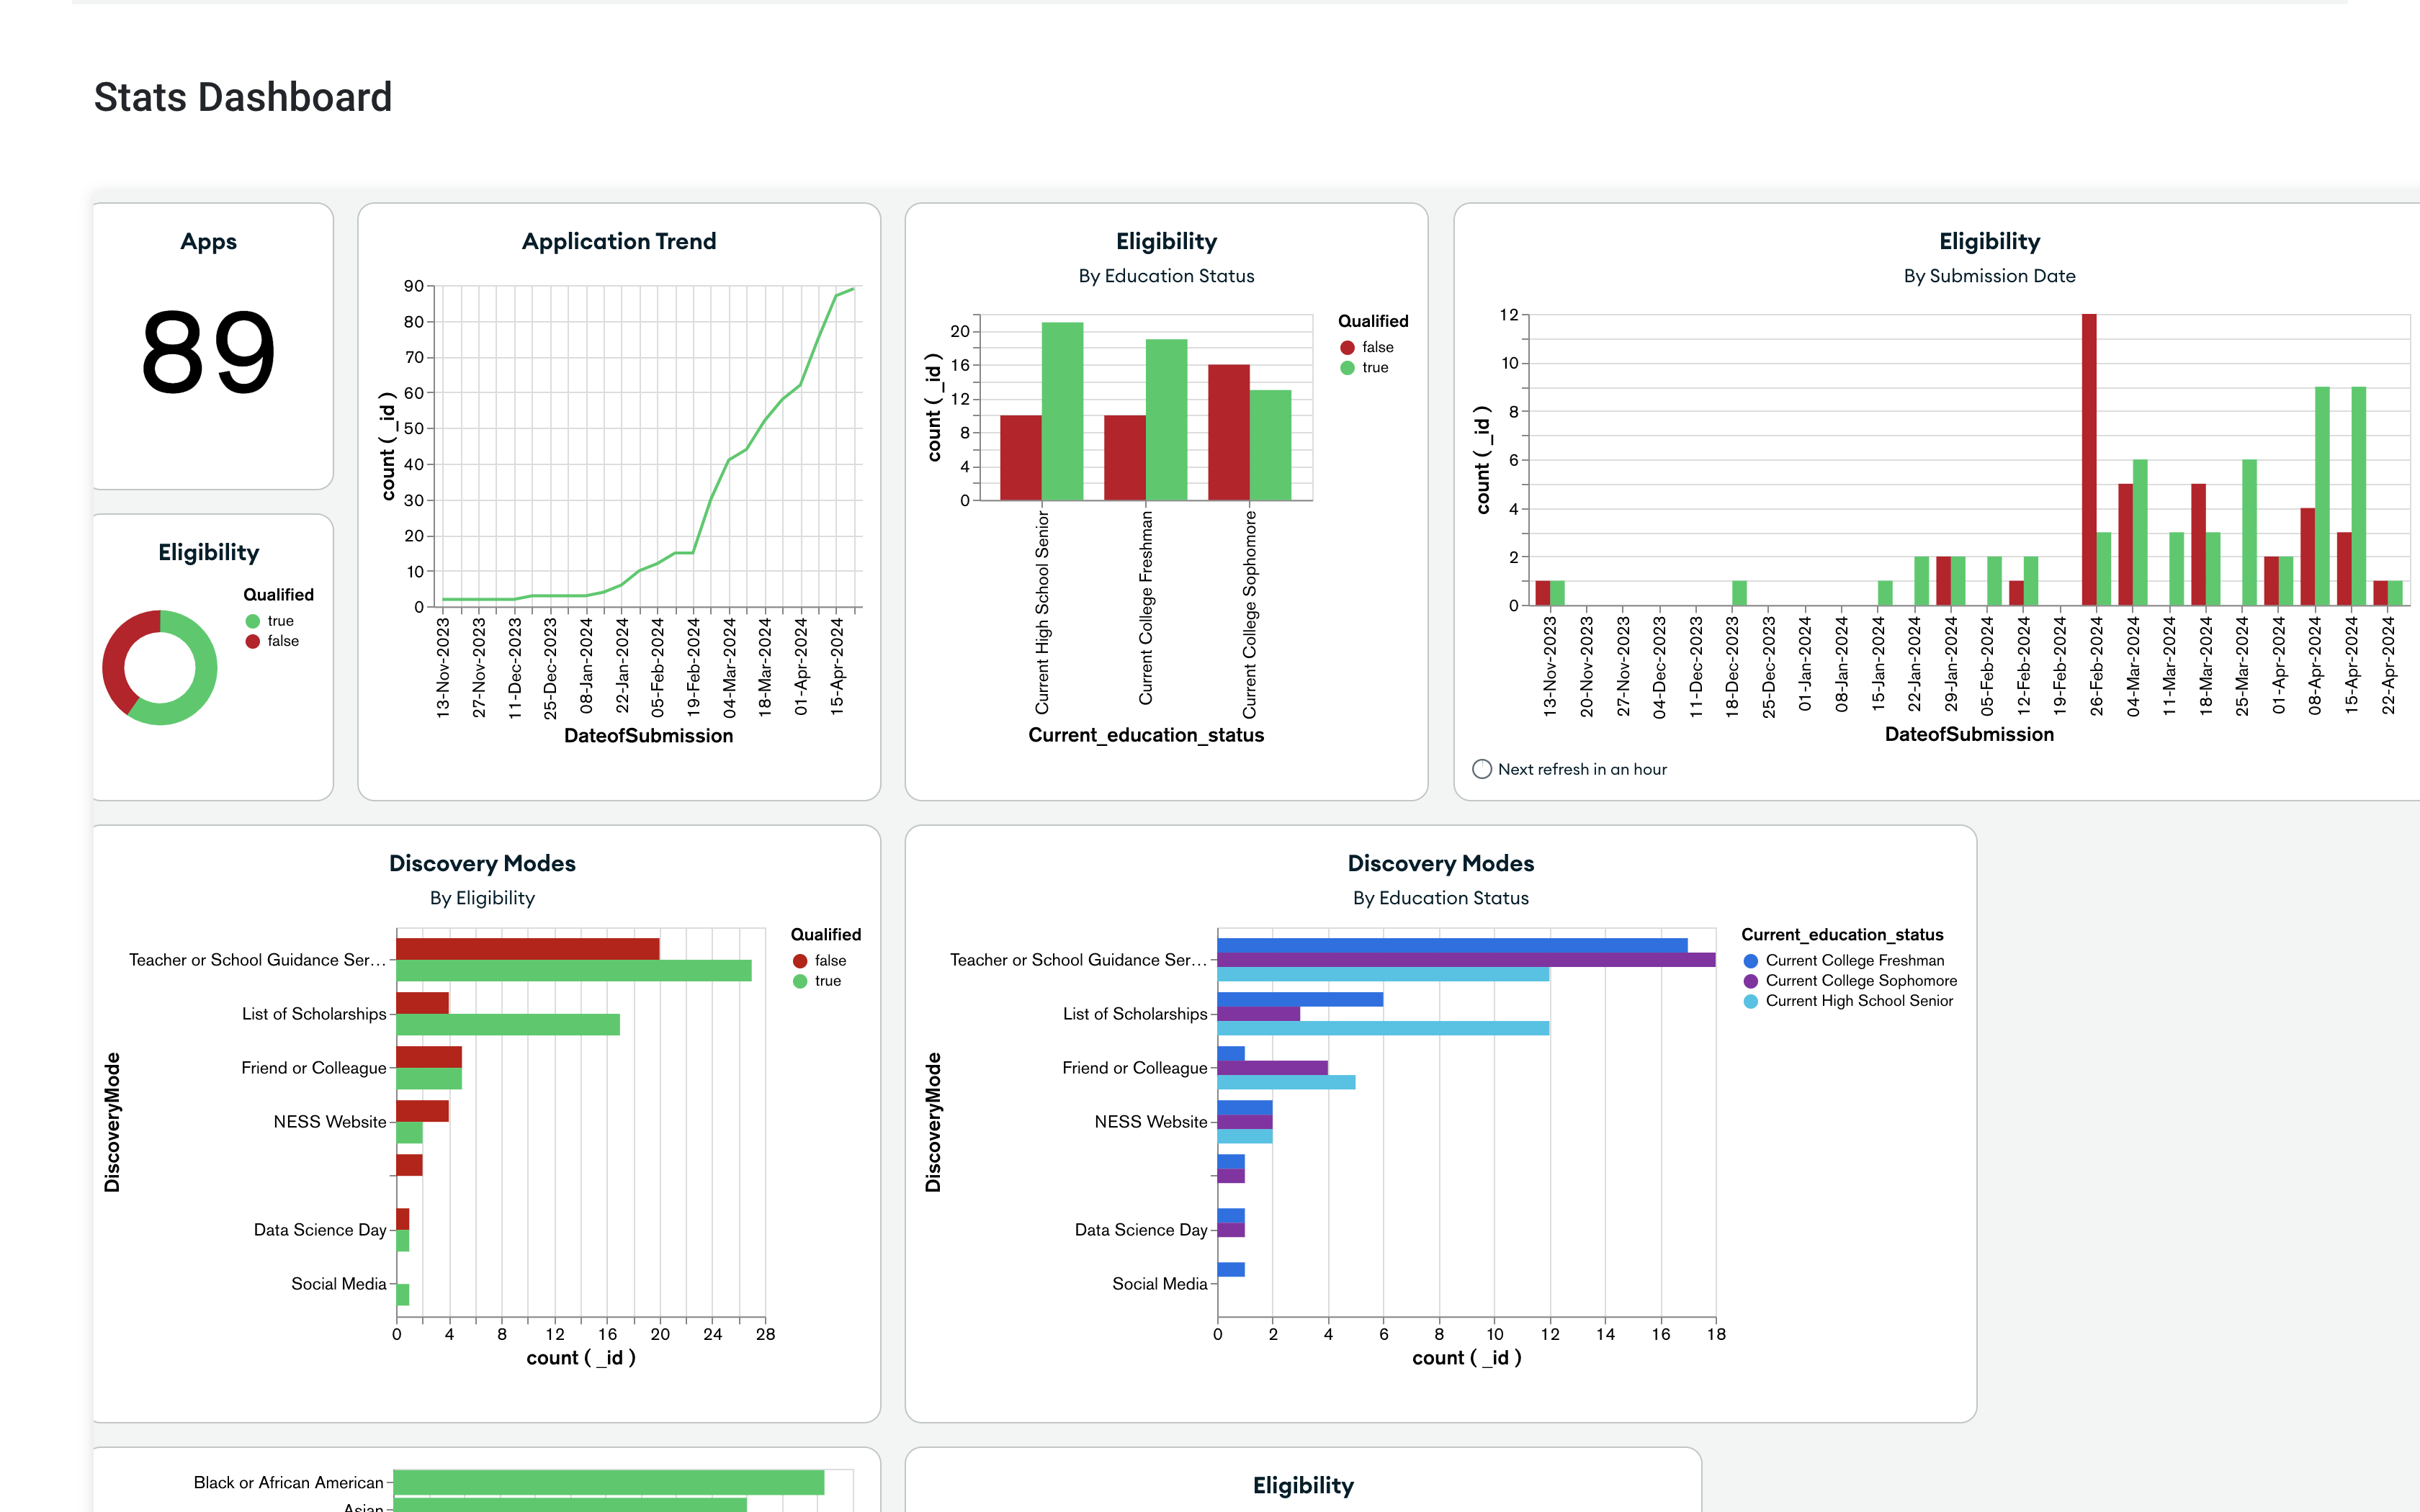 Stats Dashboard
Apps
89
Eligibility
Qualified
true
false
Application Trend
count ( _id )
90
80
70
60
50
40
30
20
10
0
13-Nov-2023
27-Nov-2023
11-Dec-2023
25-Dec-2023
08-Jan-2024
22-Jan-2024
05-Feb-2024
19-Feb-2024
04-Mar-2024
18-Mar-2024
01-Apr-2024
15-Apr-2024
DateofSubmission
Eligibility
By Education Status
count ( _id )
20
16
12
8
4
0
Current High School Senior
Current College Freshman
Current College Sophomore
Current_education_status
Qualified
false
true
Eligibility
By Submission Date
count ( _id )
12
10
8
6
4
2
0
13-Nov-2023
20-Nov-2023
27-Nov-2023
04-Dec-2023
11-Dec-2023
18-Dec-2023
25-Dec-2023
01-Jan-2024
08-Jan-2024
15-Jan-2024
22-Jan-2024
29-Jan-2024
05-Feb-2024
12-Feb-2024
19-Feb-2024
26-Feb-2024
04-Mar-2024
11-Mar-2024
18-Mar-2024
25-Mar-2024
01-Apr-2024
08-Apr-2024
15-Apr-2024
22-Apr-2024
DateofSubmission
Next refresh in an hour
Discovery Modes
By Eligibility
DiscoveryMode
Teacher or School Guidance Ser...
List of Scholarships
Friend or Colleague
NESS Website
Data Science Day
Social Media
0 4 8 12 16 20 24 28
count ( _id )
Qualified
false
true
Discovery Modes
By Education Status
DiscoveryMode
Teacher or School Guidance Ser...
List of Scholarships
Friend or Colleague
NESS Website
Data Science Day
Social Media
0 2 4 6 8 10 12 14 16 18
count ( _id )
Current_education_status
Current College Freshman
Current College Sophomore
Current High School Senior
Black or African American
Asian
Eligibility